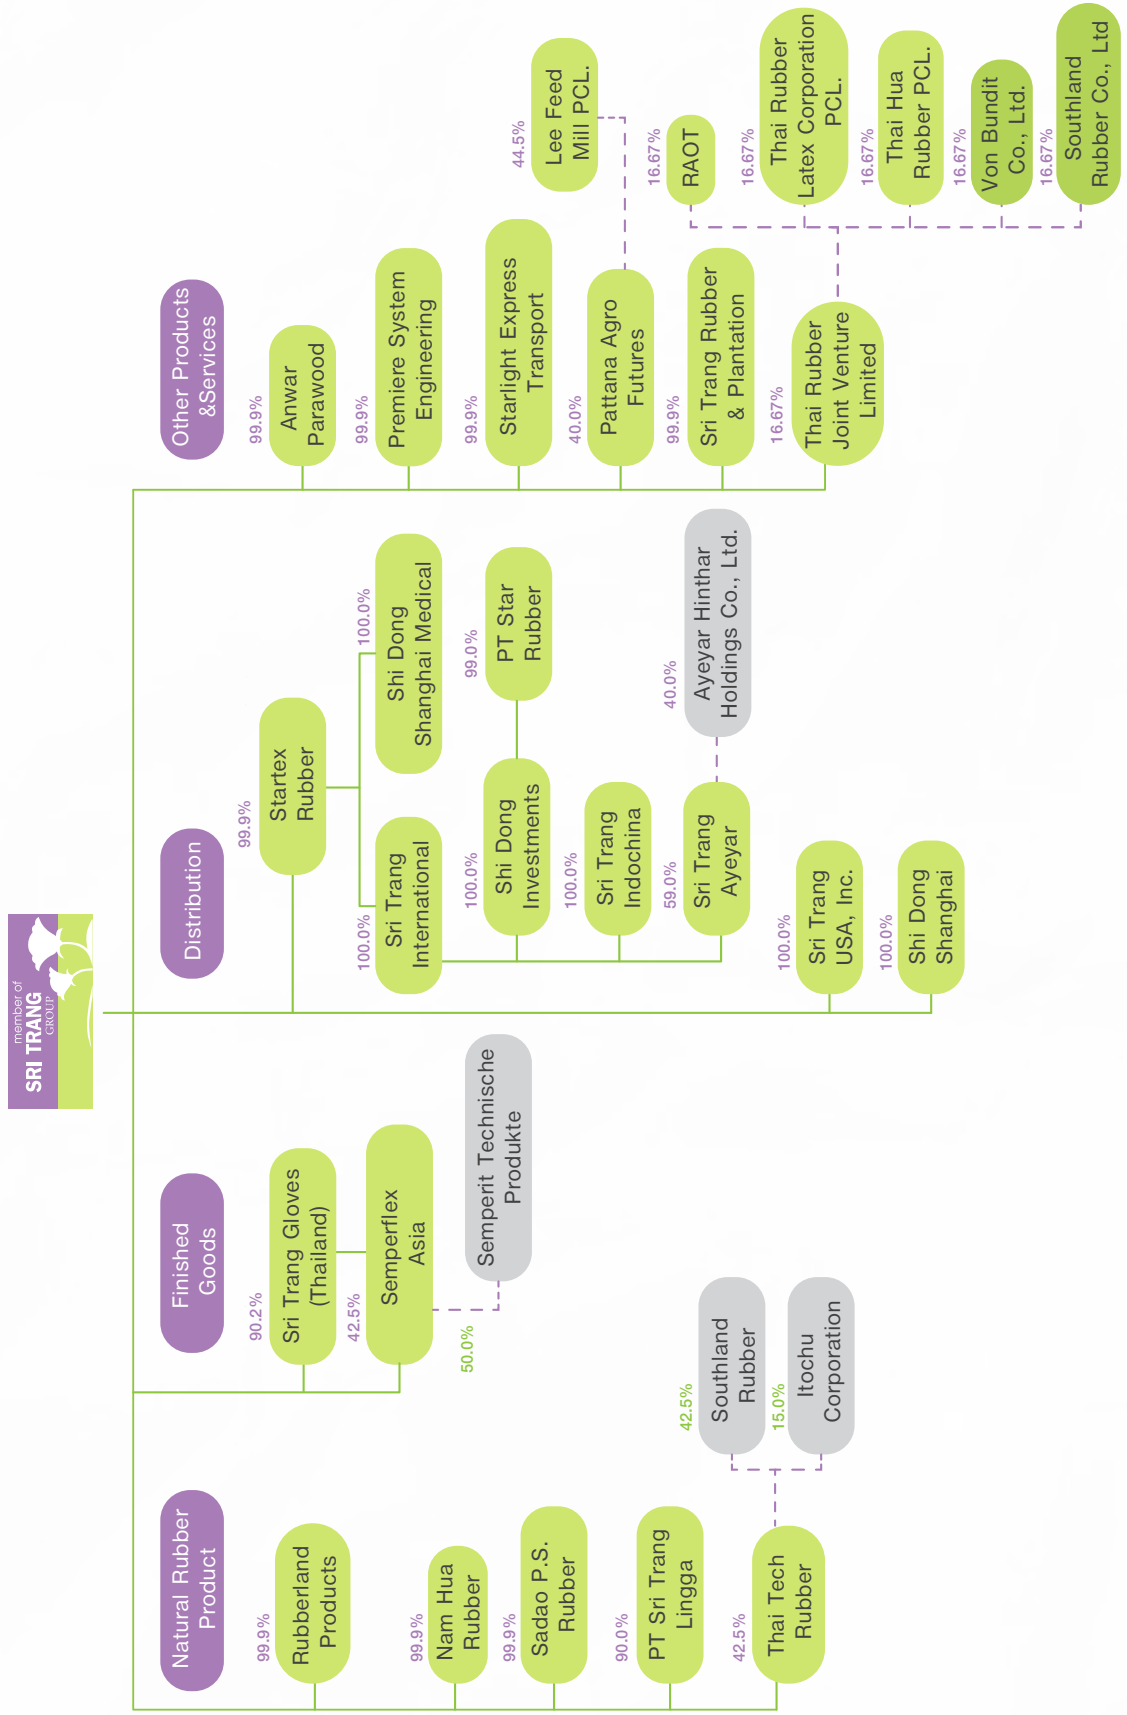 member of
SRI TRANG
GROUP
Natural Rubber
Product
99.9%
Rubberland
Products
99.9%
Nam Hua
Rubber
99.9%
Sadao P.S.
Rubber
90.0%
PT Sri Trang
Lingga
42.5%
Thai Tech
Rubber
42.5%
Southland
Rubber
15.0%
Itochu
Corporation
Finished
Goods
90.2%
Sri Trang Gloves
(Thailand)
42.5%
Semperflex
Asia
50.0%
Semperit Technische
Produkte
Distribution
99.9%
Startex
Rubber
100.0%
Sri Trang
International
100.0%
Shi Dong
Shanghai Medical
100.0%
Shi Dong
Investments
99.0%
PT Star
Rubber
100.0%
Sri Trang
Indochina
59.0%
Sri Trang
Ayeyar
40.0%
Ayeyar Hinthar
Holdings Co., Ltd.
100.0%
Sri Trang
USA, Inc.
100.0%
Shi Dong
Shanghai
Other Products
&Services
99.9%
Anwar
Parawood
99.9%
Premiere System
Engineering
99.9%
Starlight Express
Transport
40.0%
Pattana Agro
Futures
44.5%
Lee Feed
Mill PCL.
99.9%
Sri Trang Rubber
& Plantation
16.67%
Thai Rubber
Joint Venture
Limited
16.67%
RAOT
16.67%
Thai Rubber
Latex Corporation
PCL.
16.67%
Thai Hua
Rubber PCL.
16.67%
Von Bundit
Co., Ltd.
16.67%
Southland
Rubber Co., Ltd